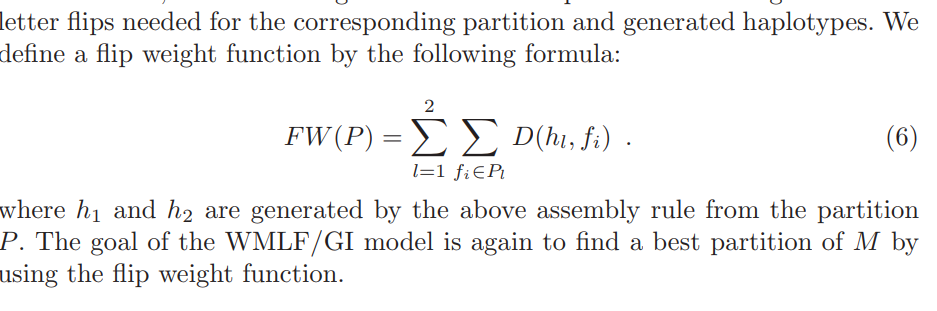 letter flips needed for the corresponding partition and generated haplotypes. We
define a flip weight function by the following formula:
FW(P) = \sum_{l=1}^{2} \sum_{f_i \in P_l} D(h_l, f_i) . (6)
where h_1 and h_2 are generated by the above assembly rule from the partition
P. The goal of the WMLF/GI model is again to find a best partition of M by
using the flip weight function.